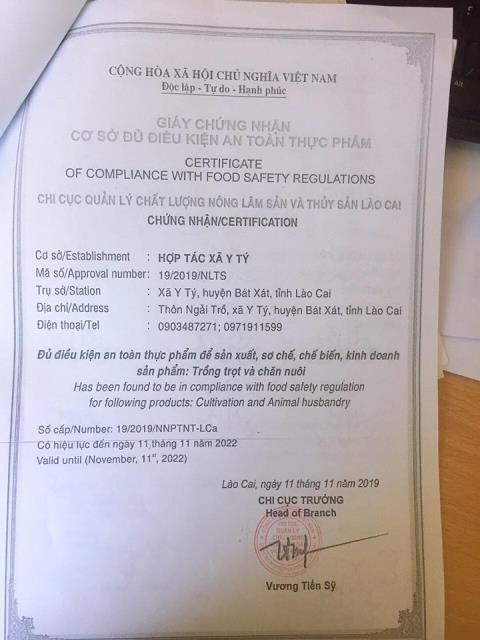 CỘNG HÒA XÃ HỘI CHỦ NGHĨA VIỆT NAM
Độc lập - Tự do - Hạnh phúc
GIẤY CHỨNG NHẬN
CƠ SỞ ĐỦ ĐIỀU KIỆN AN TOÀN THỰC PHẨM
CERTIFICATE
OF COMPLIANCE WITH FOOD SAFETY REGULATIONS
CHI CỤC QUẢN LÝ CHẤT LƯỢNG NÔNG LÂM SẢN VÀ THỦY SẢN LÀO CAI
CHỨNG NHẬN/CERTIFICATION
Cơ sở/Establishment : HỢP TÁC XÃ Y TÝ
Mã số/Approval number: 19/2019/NLTS
Trụ sở/Station : Xã Y Tý, huyện Bát Xát, tỉnh Lào Cai
Địa chỉ/Address : Thôn Ngải Trồ, xã Y Tý, huyện Bát Xát, tỉnh Lào Cai
Điện thoại/Tel : 0903487271; 0971911599
Đủ điều kiện an toàn thực phẩm để sản xuất, sơ chế, chế biến, kinh doanh
sản phẩm: Trồng trọt và chăn nuôi
Has been found to be in compliance with food safety regulation
for following products: Cultivation and Animal husbandry
Số cấp/Number: 19/2019/NNPTNT-LCa
Có hiệu lực đến ngày 11 tháng 11 năm 2022
Valid until (November, 11st, 2022)
Lào Cai, ngày 11 tháng 11 năm 2019
CHI CỤC TRƯỞNG
Head of Branch
CHI CỤC
QUẢN LÝ
CHẤT LƯỢNG
Vương Tiến Sỹ
Alt